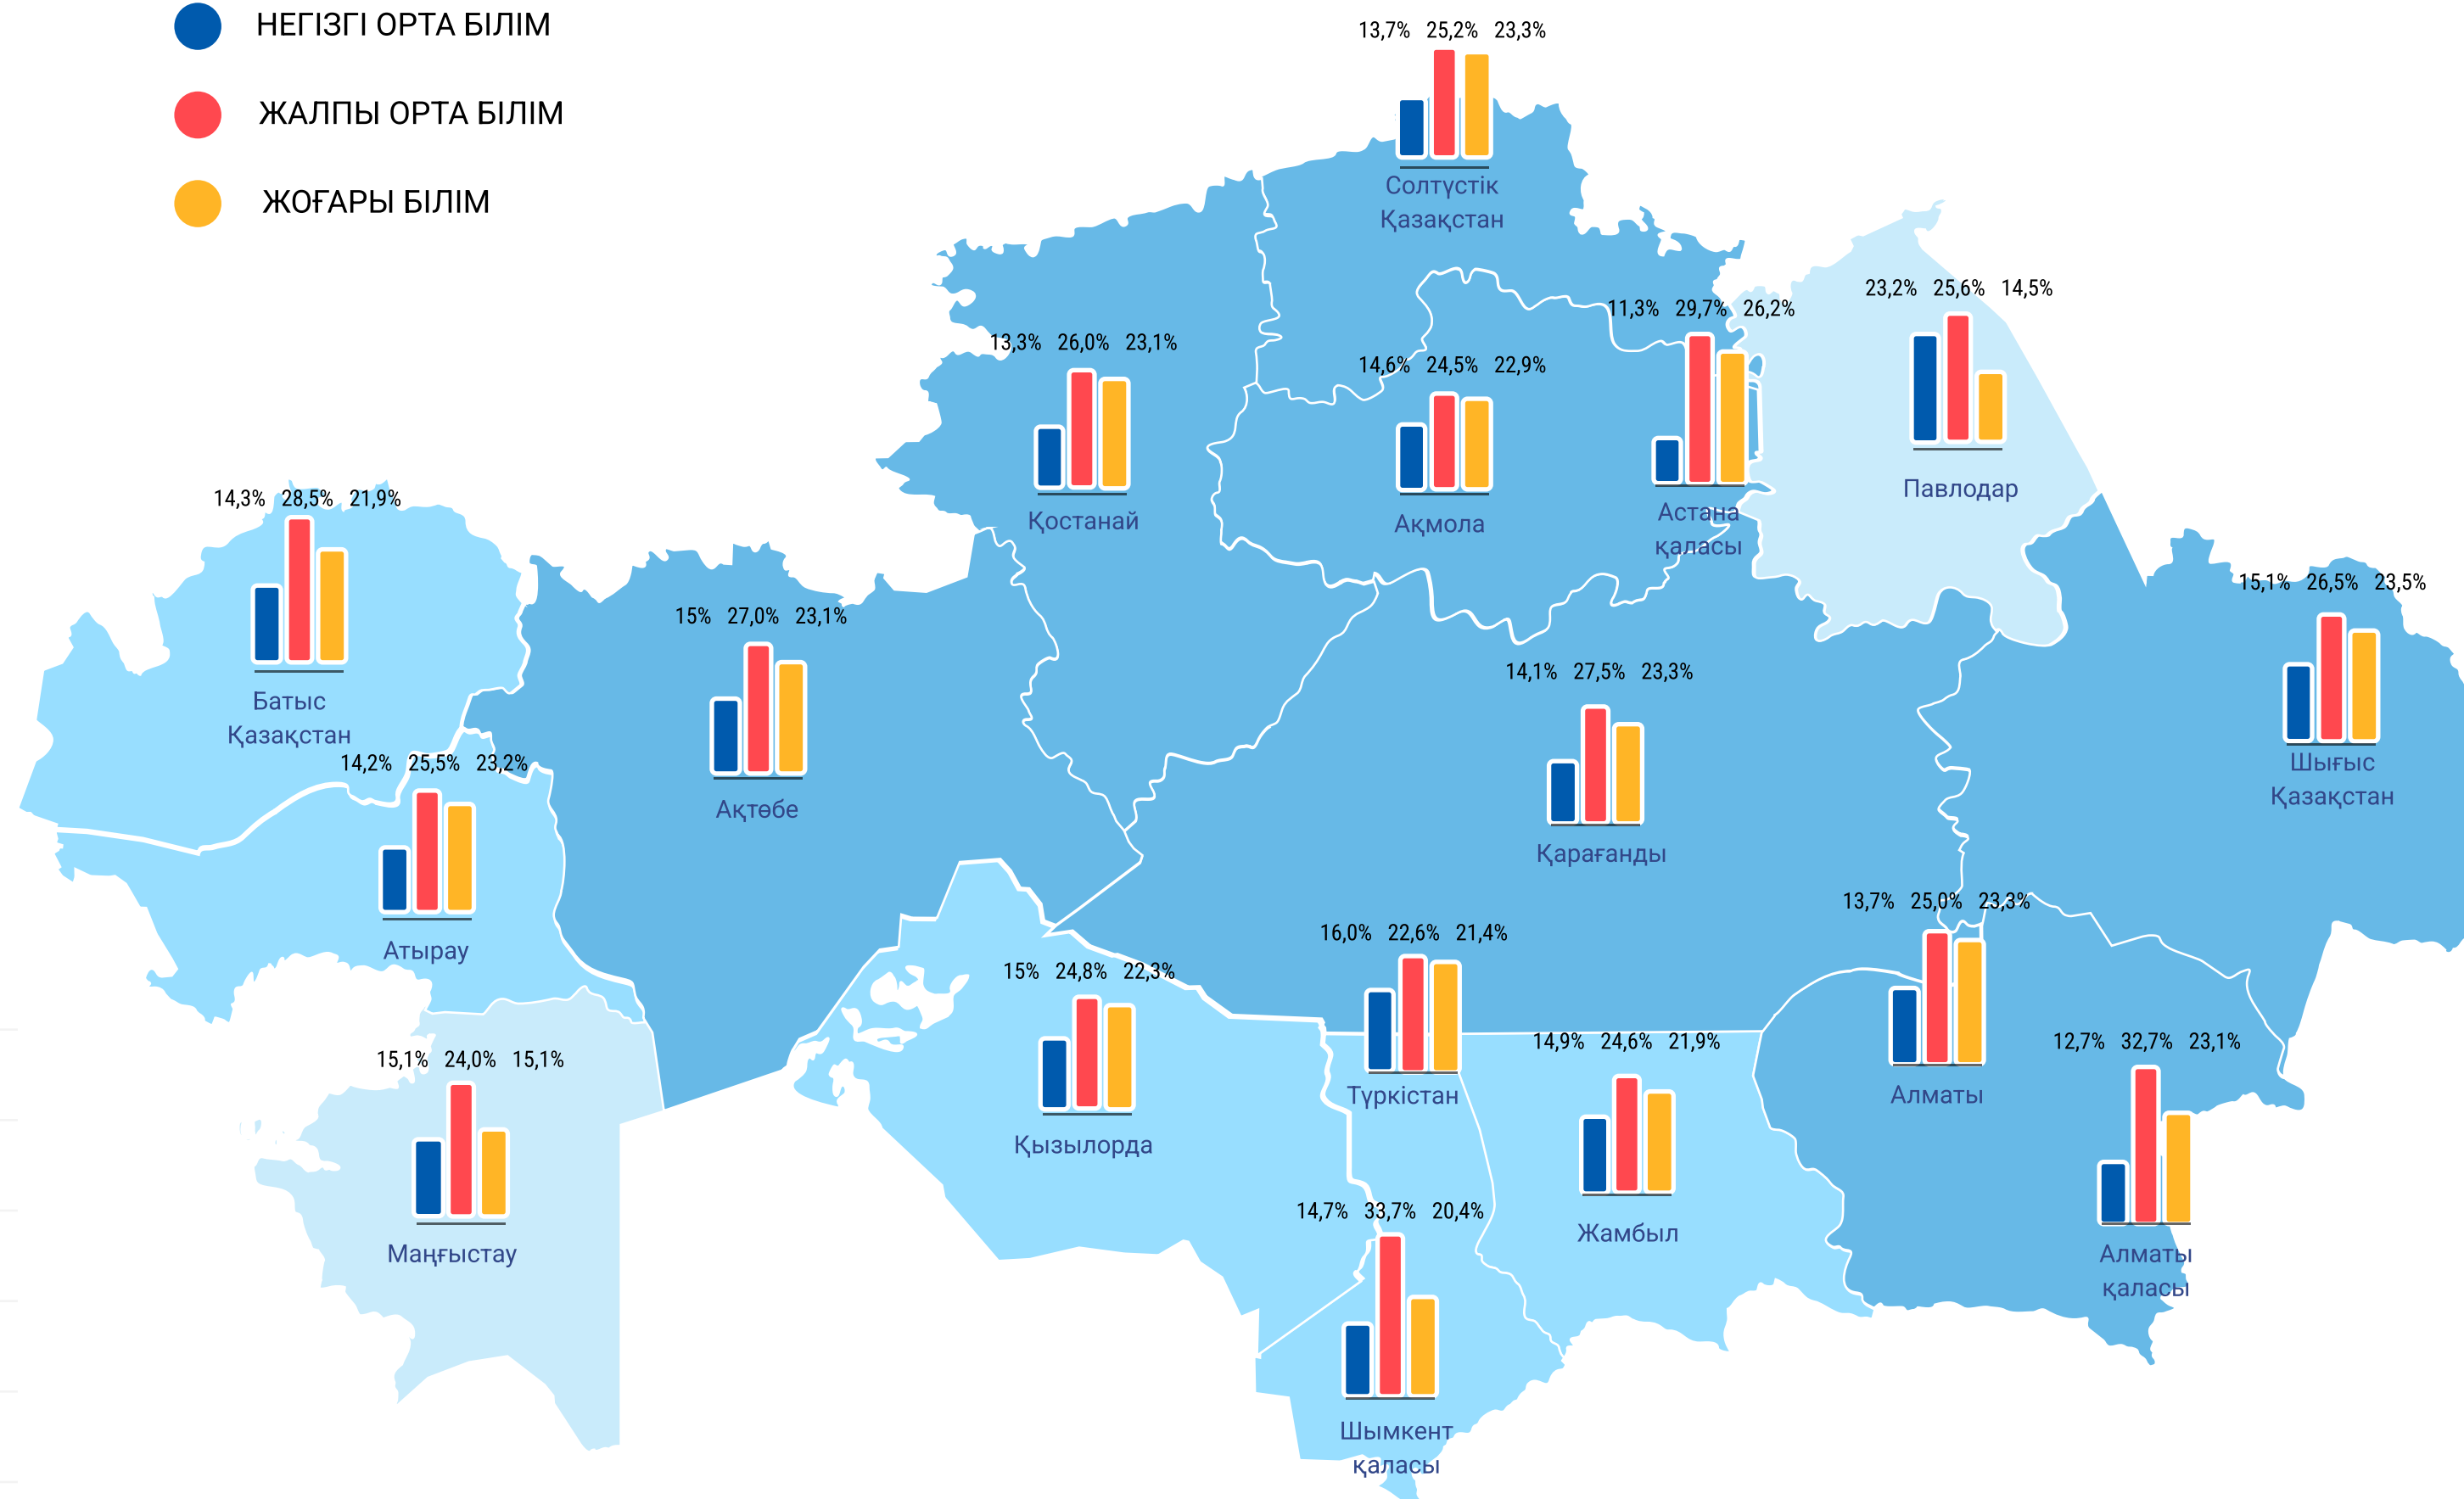 НЕГІЗГІ ОРТА БІЛІМ
ЖАЛПЫ ОРТА БІЛІМ
ЖОҒАРЫ БІЛІМ
13,7% 25,2% 23,3%
Солтүстік
Қазақстан
23,2% 25,6% 14,5%
Павлодар
11,3% 29,7% 26,2%
Астана
қаласы
13,3% 26,0% 23,1%
Қостанай
14,6% 24,5% 22,9%
Ақмола
14,3% 28,5% 21,9%
Батыс
Қазақстан
15,1% 26,5% 23,5%
Шығыс
Қазақстан
15% 27,0% 23,1%
Ақтөбе
14,1% 27,5% 23,3%
Қарағанды
14,2% 25,5% 23,2%
Атырау
13,7% 25,0% 23,3%
Алматы
16,0% 22,6% 21,4%
Түркістан
15% 24,8% 22,3%
Қызылорда
14,9% 24,6% 21,9%
Жамбыл
12,7% 32,7% 23,1%
Алматы
қаласы
15,1% 24,0% 15,1%
Маңғыстау
14,7% 33,7% 20,4%
Шымкент
қаласы